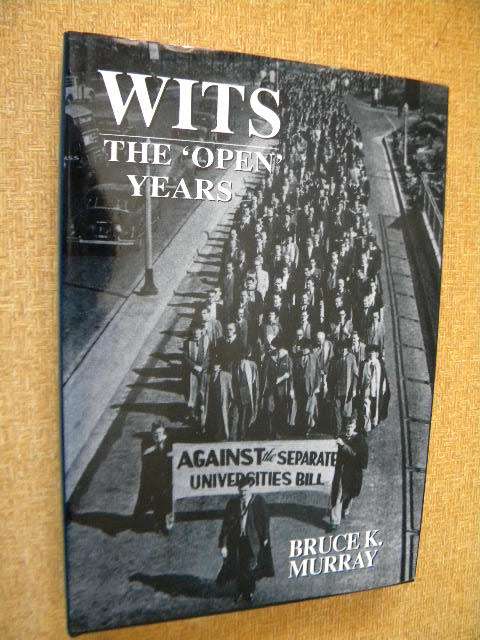 WITS
THE 'OPEN'
YEARS
AGAINST the SEPARATE
UNIVERSITIES BILL
BRUCE K.
MURRAY